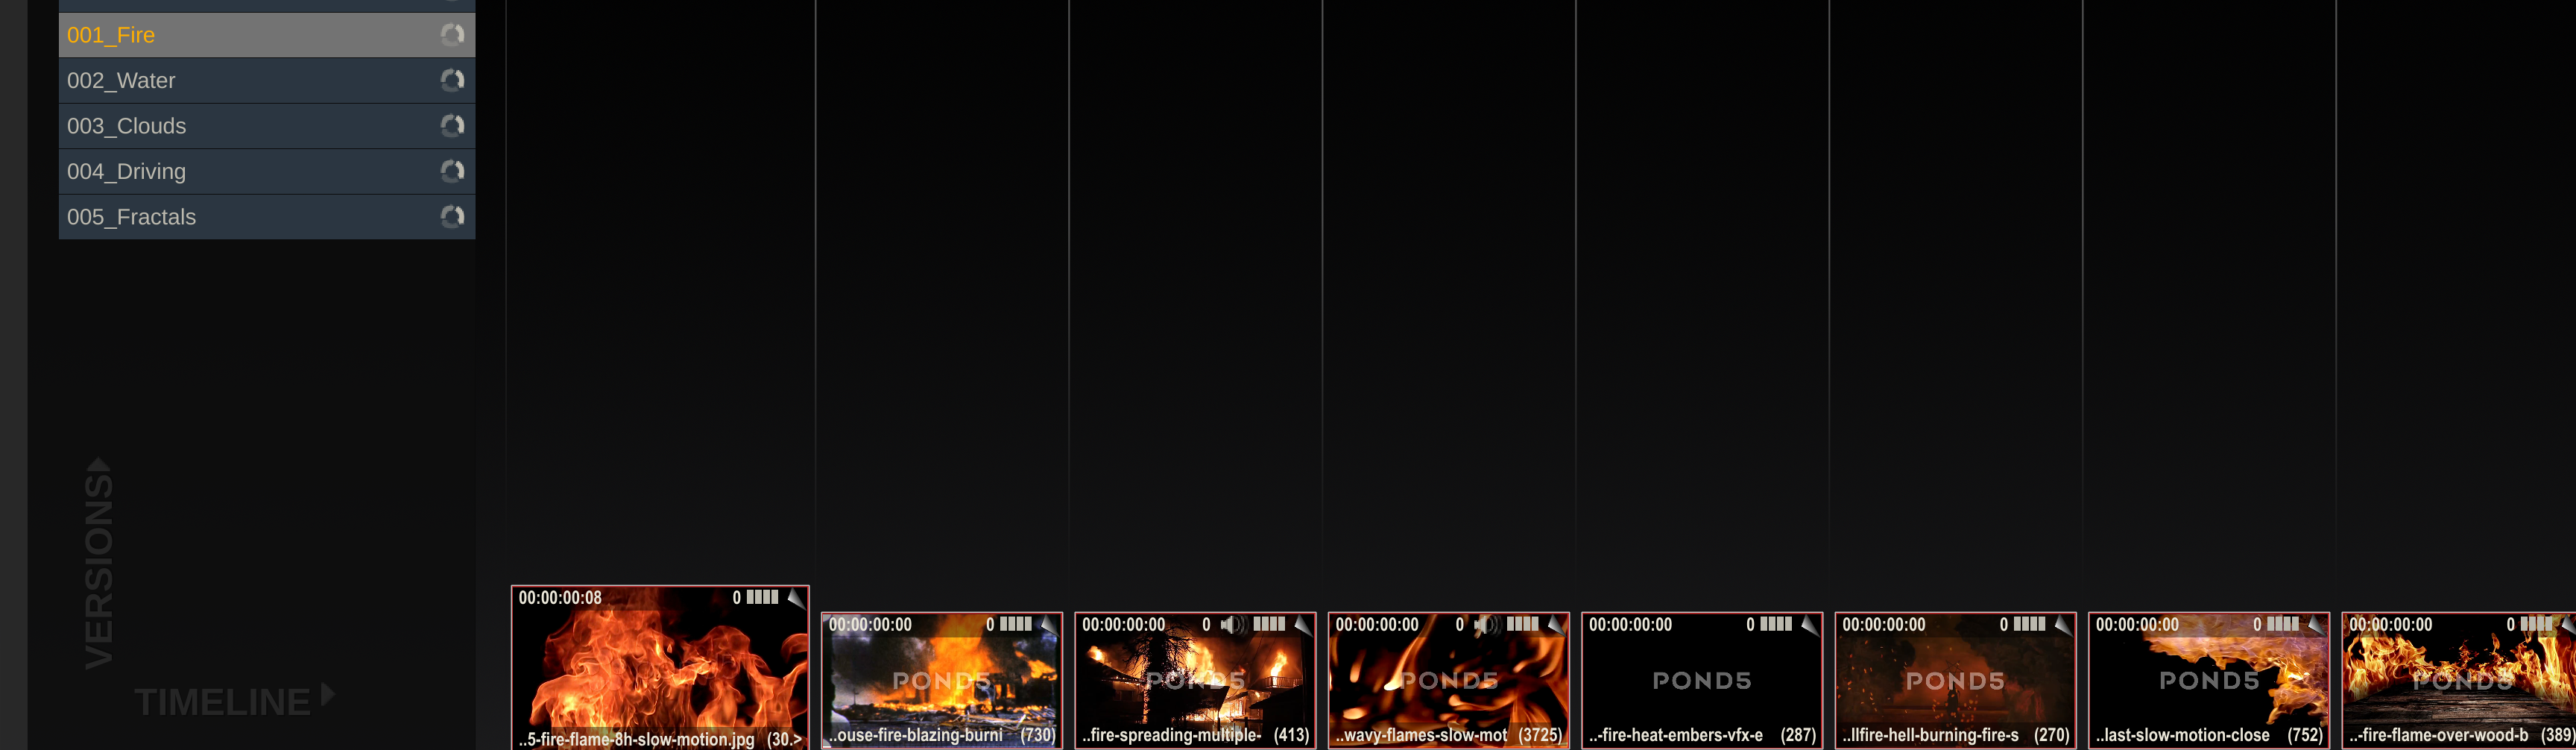 001_Fire
002_Water
003_Clouds
004_Driving
005_Fractals
VERSIONS
TIMELINE
00:00:00:08 0
..5-fire-flame-8h-slow-motion.jpg (30.>
00:00:00:00 0
POND5
..ouse-fire-blazing-burni (730)
00:00:00:00 0
POND5
..fire-spreading-multiple- (413)
00:00:00:00 0
POND5
..wavy-flames-slow-mot (3725)
00:00:00:00 0
POND5
..-fire-heat-embers-vfx-e (287)
00:00:00:00 0
POND5
..llfire-hell-burning-fire-s (270)
00:00:00:00 0
POND5
..last-slow-motion-close (752)
00:00:00:00 0
POND5
..-fire-flame-over-wood-b (389)